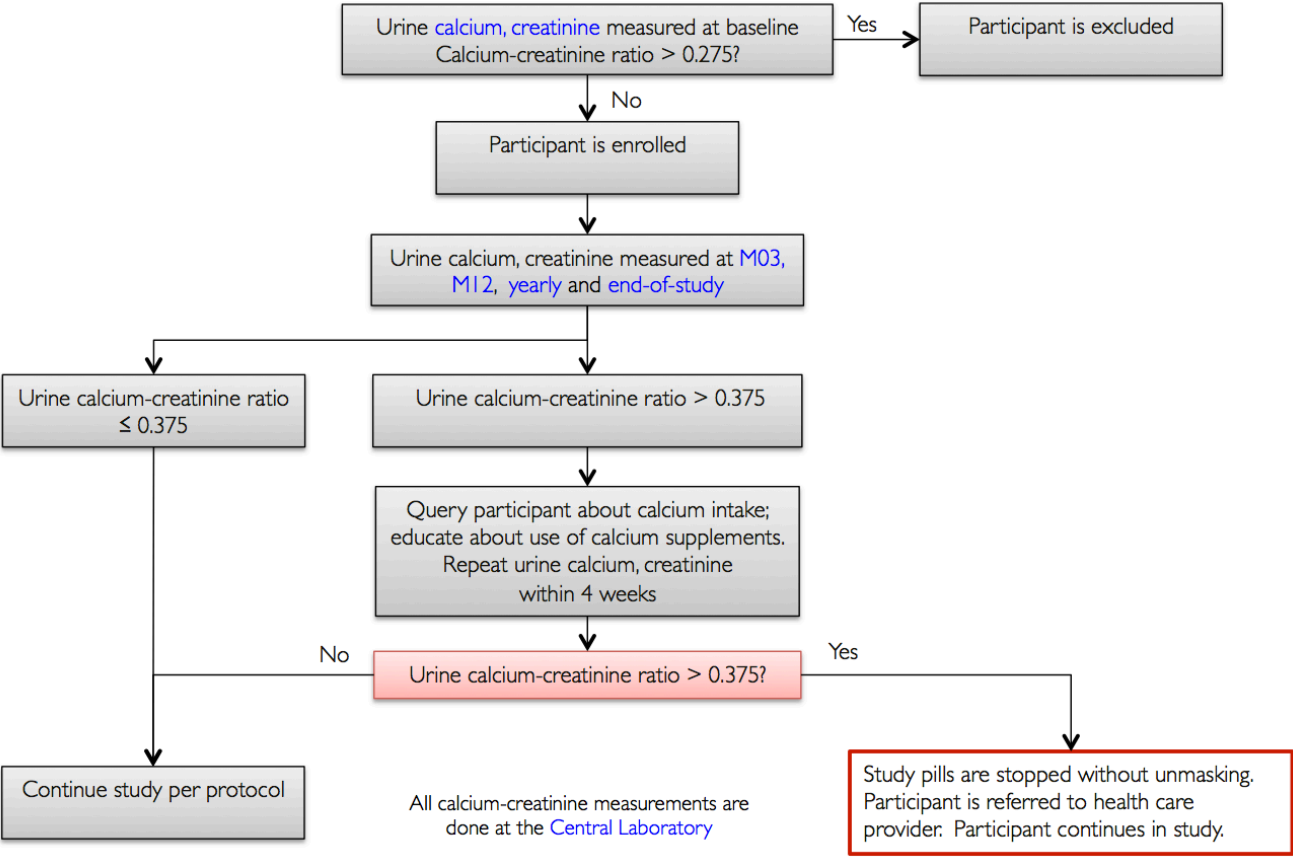 Urine calcium, creatinine measured at baseline
Calcium-creatinine ratio > 0.275?
Yes
Participant is excluded
No
Participant is enrolled
Urine calcium, creatinine measured at M03,
M12, yearly and end-of-study
Urine calcium-creatinine ratio
≤ 0.375
Urine calcium-creatinine ratio > 0.375
Query participant about calcium intake;
educate about use of calcium supplements.
Repeat urine calcium, creatinine
within 4 weeks
No
Urine calcium-creatinine ratio > 0.375?
Yes
Continue study per protocol
All calcium-creatinine measurements are
done at the Central Laboratory
Study pills are stopped without unmasking.
Participant is referred to health care
provider. Participant continues in study.